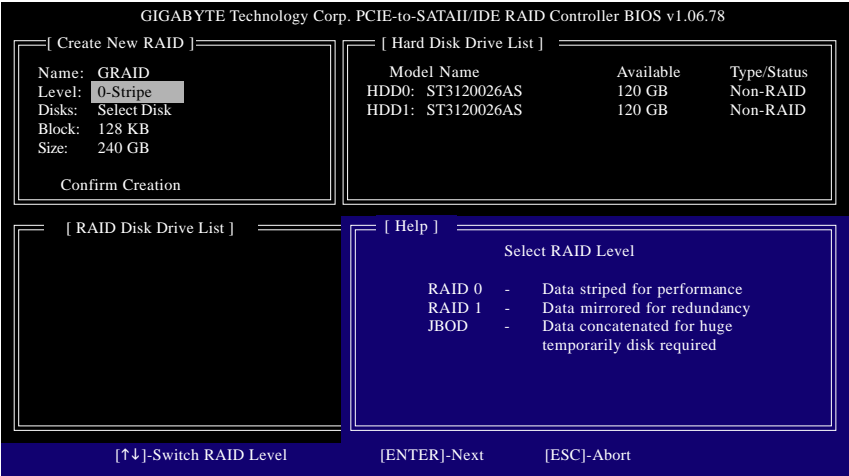 GIGABYTE Technology Corp. PCIE-to-SATAII/IDE RAID Controller BIOS v1.06.78
[ Create New RAID ]
Name: GRAID
Level: 0-Stripe
Disks: Select Disk
Block: 128 KB
Size: 240 GB
Confirm Creation
[ Hard Disk Drive List ]
Model Name Available Type/Status
HDD0: ST3120026AS 120 GB Non-RAID
HDD1: ST3120026AS 120 GB Non-RAID
[ RAID Disk Drive List ]
[ Help ]
Select RAID Level
RAID 0 - Data striped for performance
RAID 1 - Data mirrored for redundancy
JBOD - Data concatenated for huge
temporarily disk required
[↑↓]-Switch RAID Level [ENTER]-Next [ESC]-Abort